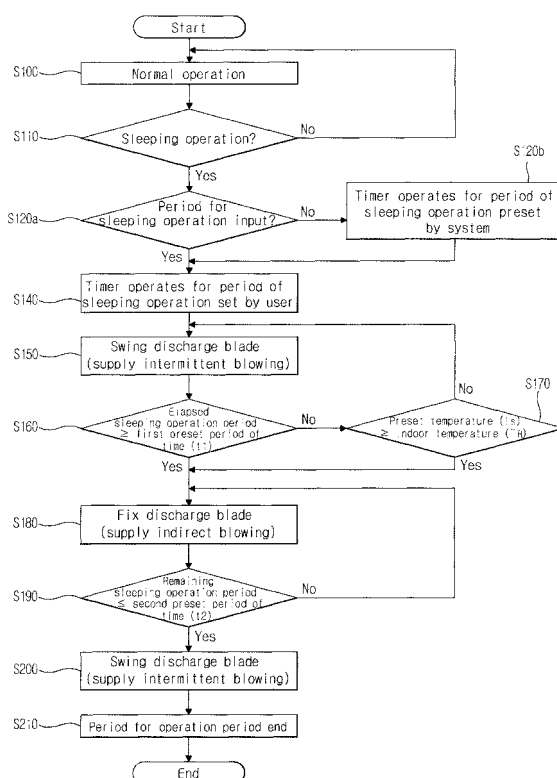 Start
S100
Normal operation
S110
Sleeping operation?
No
Yes
S120b
S120a
Period for
sleeping operation input?
No
Timer operates for period of
sleeping operation preset
by system
Yes
S140
Timer operates for period of
sleeping operation set by user
S150
Swing discharge blade
(supply intermittent blowing)
No
S170
S160
Elapsed
sleeping operation period
≥ first preset period of
time (t1)
No
Preset temperature (Ts)
≥ indoor temperature (TR)
Yes
Yes
S180
Fix discharge blade
(supply indirect blowing)
S190
Remaining
sleeping operation period
≤ second preset period of
time (t2)
No
Yes
S200
Swing discharge blade
(supply intermittent blowing)
S210
Period for operation period end
End